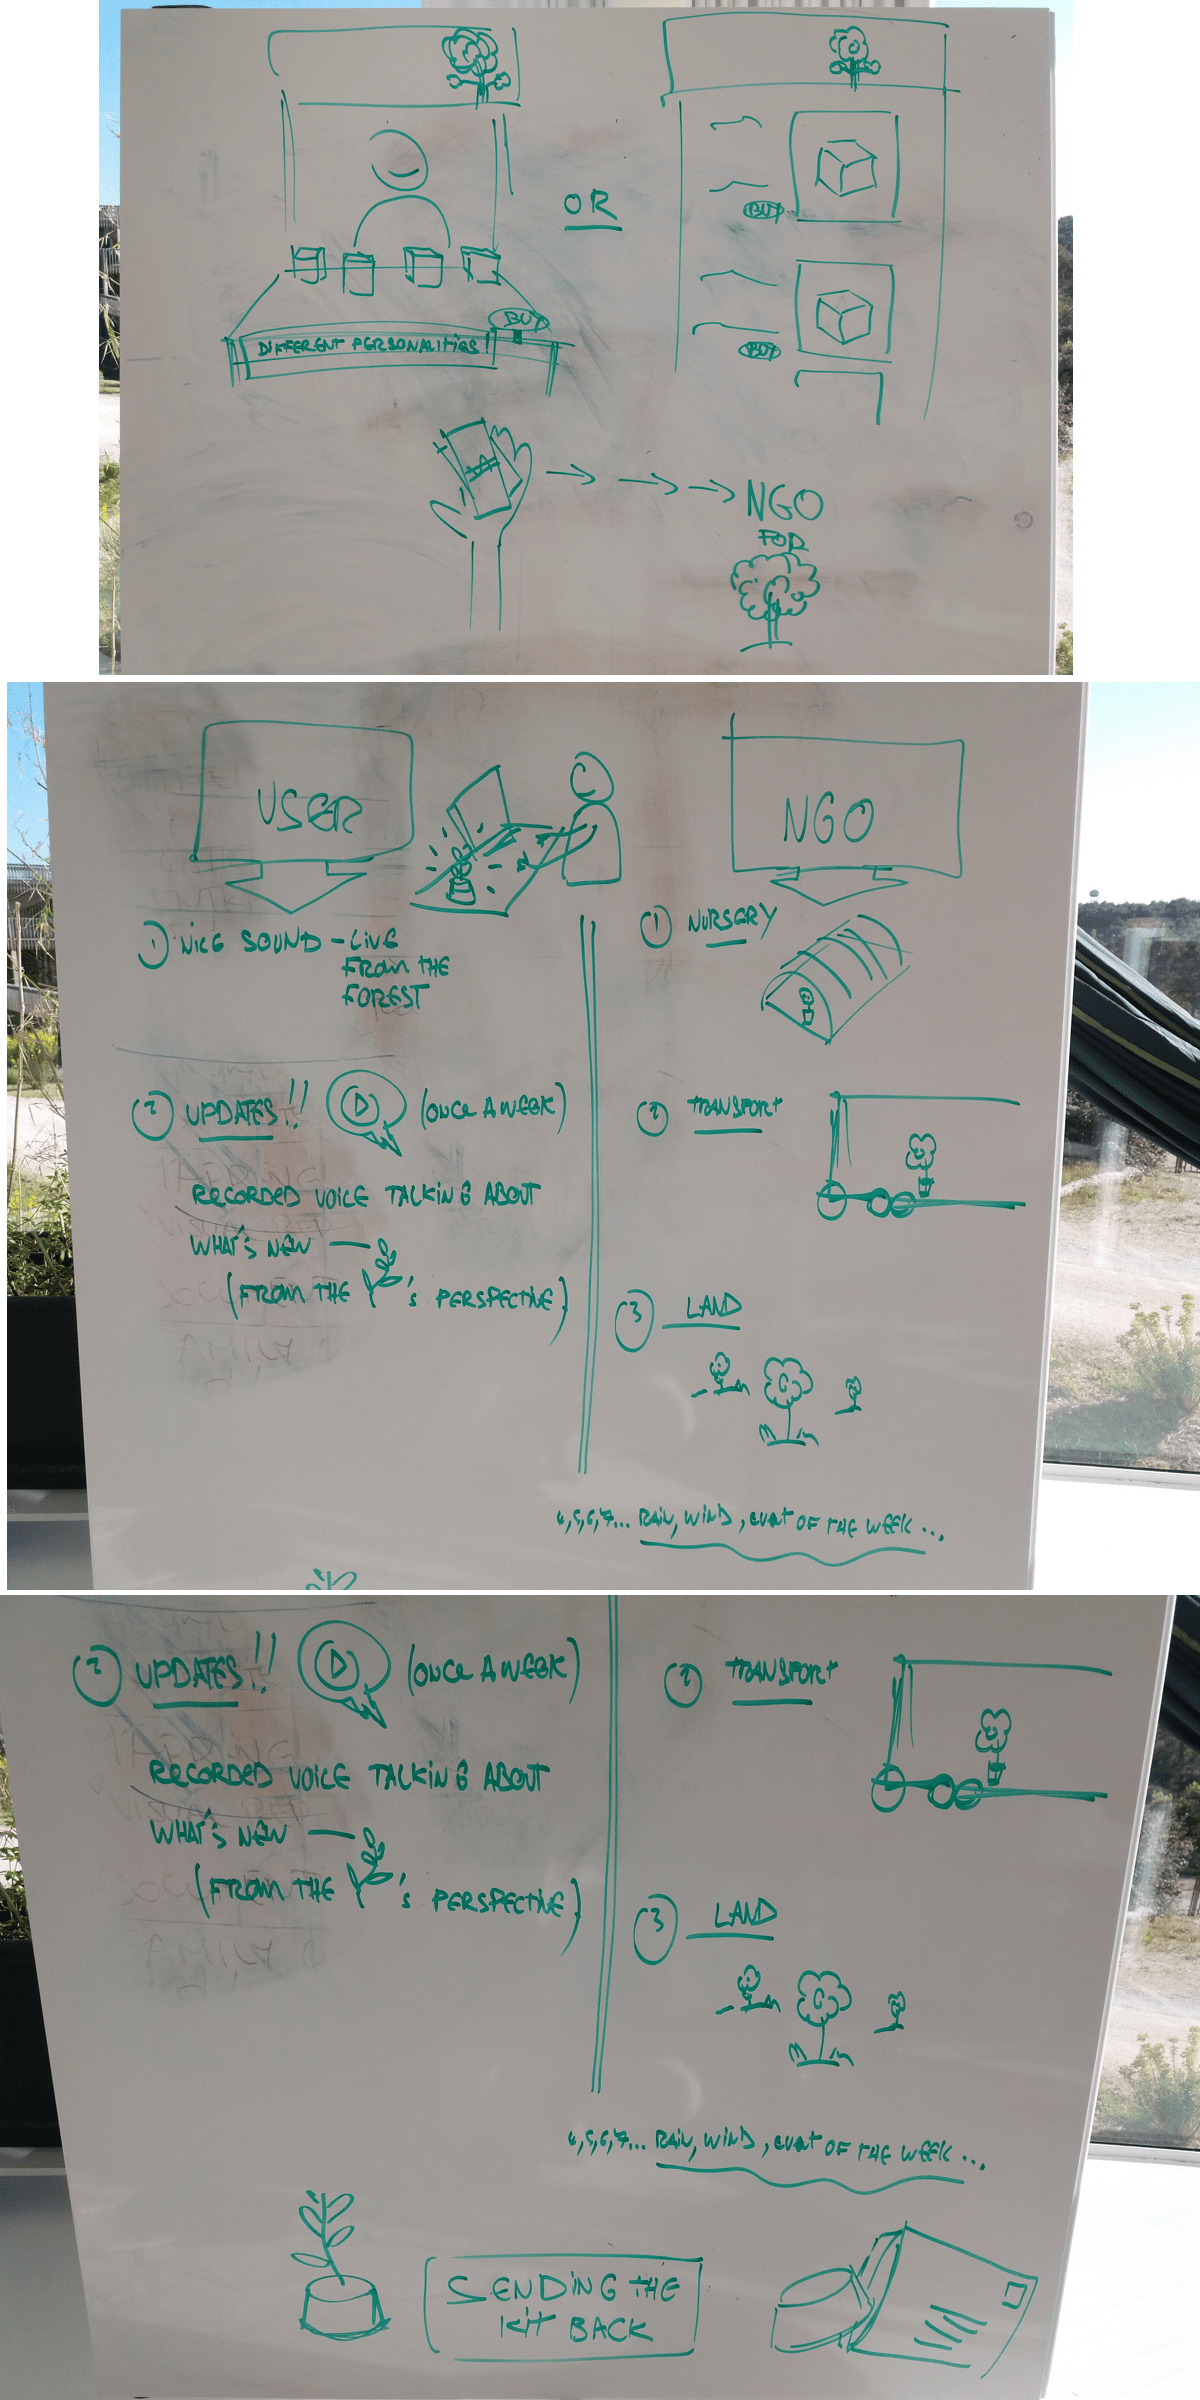 OR
BUY
BUY
DIFFERENT PERSONALITIES!
BUY
NGO
FOR
USER
NGO
1 NICE SOUND - LIVE
FROM THE
FOREST
1 NURSERY
2 UPDATES!! (ONCE A WEEK)
RECORDED VOICE TALKING ABOUT
WHAT'S NEW
(FROM THE 's PERSPECTIVE)
2 TRANSPORT
3 LAND
4,5,6,7... RAIN, WIND, EVENT OF THE WEEK...
2 UPDATES!! (ONCE A WEEK)
RECORDED VOICE TALKING ABOUT
WHAT'S NEW
(FROM THE 's PERSPECTIVE)
2 TRANSPORT
3 LAND
4,5,6,7... RAIN, WIND, EVENT OF THE WEEK...
SENDING THE
KIT BACK